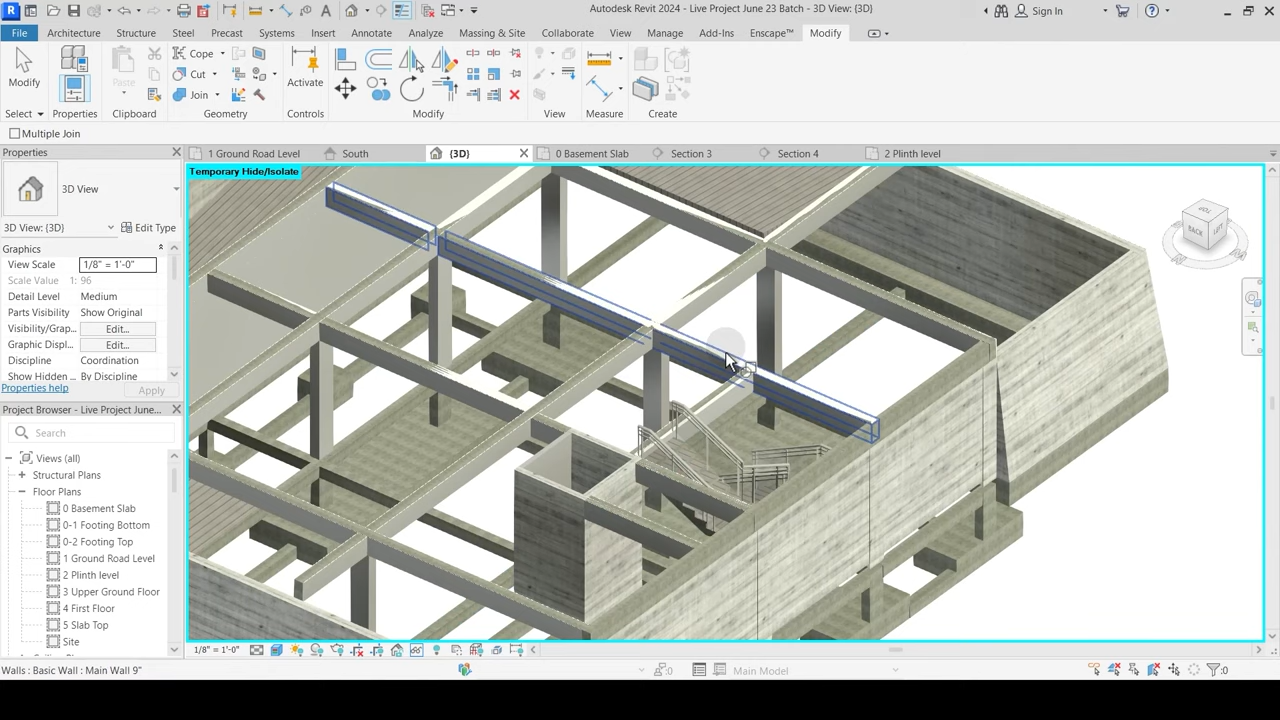 Autodesk Revit 2024 - Live Project June 23 Batch - 3D View: {3D}
Sign In
File Architecture Structure Steel Precast Systems Insert Annotate Analyze Massing & Site Collaborate View Manage Add-Ins Enscape™ Modify
Modify Paste Cope Cut Join Activate
Select Properties Clipboard Geometry Controls Modify View Measure Create
Multiple Join
Properties
1 Ground Road Level South {3D} 0 Basement Slab Section 3 Section 4 2 Plinth level
Temporary Hide/Isolate
3D View
3D View: {3D} Edit Type
Graphics
View Scale 1/8" = 1'-0"
Scale Value 1: 96
Detail Level Medium
Parts Visibility Show Original
Visibility/Grap... Edit...
Graphic Displ... Edit...
Discipline Coordination
Show Hidden ... By Discipline
Properties help Apply
TOP
BACK LEFT
Project Browser - Live Project June...
Search
Views (all)
Structural Plans
Floor Plans
0 Basement Slab
0-1 Footing Bottom
0-2 Footing Top
1 Ground Road Level
2 Plinth level
3 Upper Ground Floor
4 First Floor
5 Slab Top
Site
1/8" = 1'-0"
Walls : Basic Wall : Main Wall 9"
:0
Main Model
:0